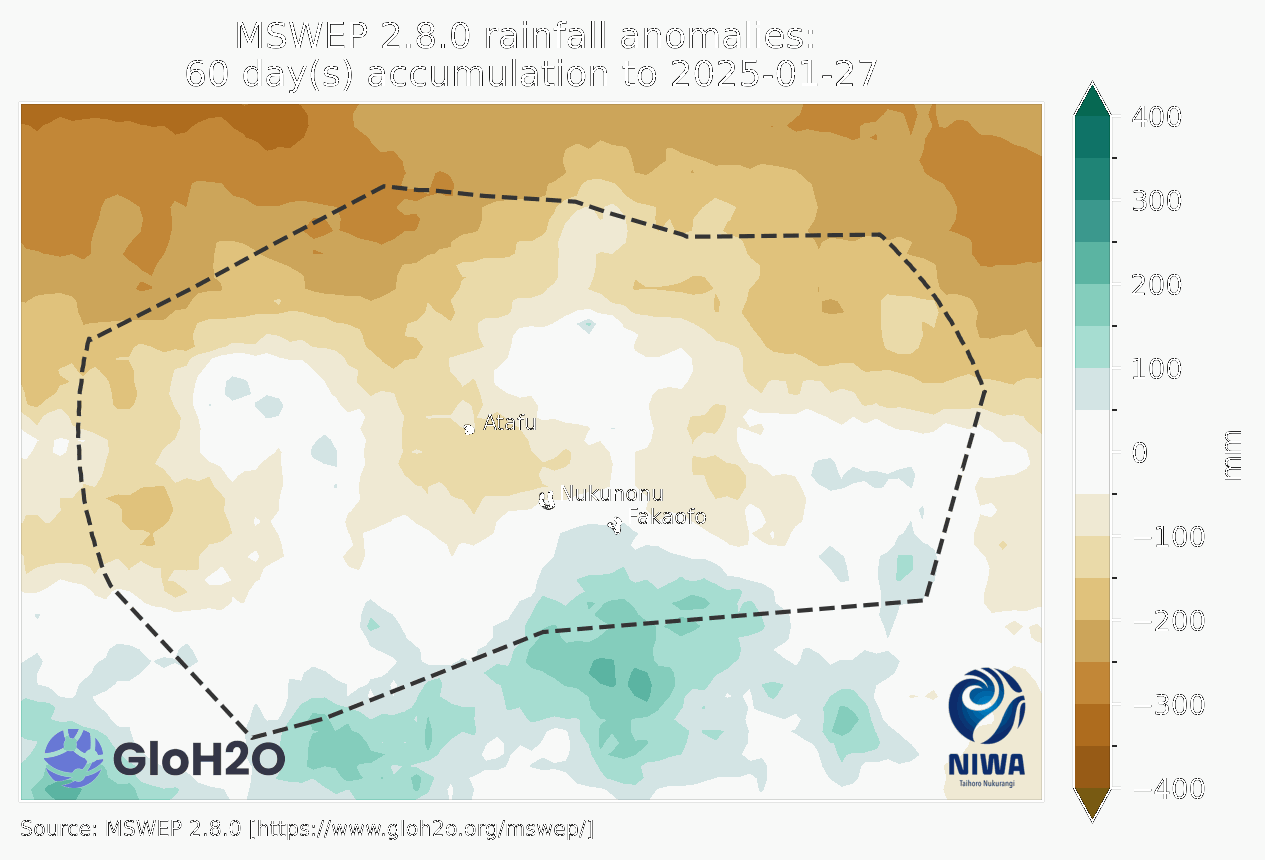 MSWEP 2.8.0 rainfall anomalies:
60 day(s) accumulation to 2025-01-27
400
300
200
100
0
−100
−200
−300
−400
mm
Atafu
Nukunonu
Fakaofo
GloH2O
NIWA
Taihoro Nukurangi
Source: MSWEP 2.8.0 [https://www.gloh2o.org/mswep/]